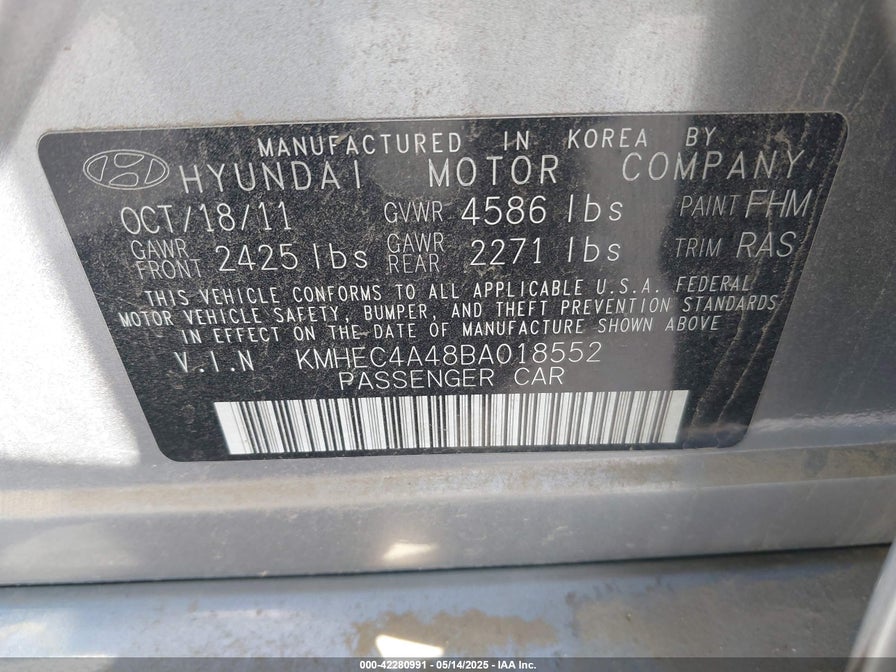 MANUFACTURED IN KOREA BY
HYUNDAI MOTOR COMPANY
OCT/18/11 GVWR 4586 lbs PAINT FHM
GAWR FRONT 2425 lbs GAWR REAR 2271 lbs TRIM RAS
THIS VEHICLE CONFORMS TO ALL APPLICABLE U.S.A. FEDERAL
MOTOR VEHICLE SAFETY, BUMPER, AND THEFT PREVENTION STANDARDS
IN EFFECT ON THE DATE OF MANUFACTURE SHOWN ABOVE
V.I.N KMHEC4A48BA018552
PASSENGER CAR
000-42280991 - 05/14/2025 - IAA Inc.